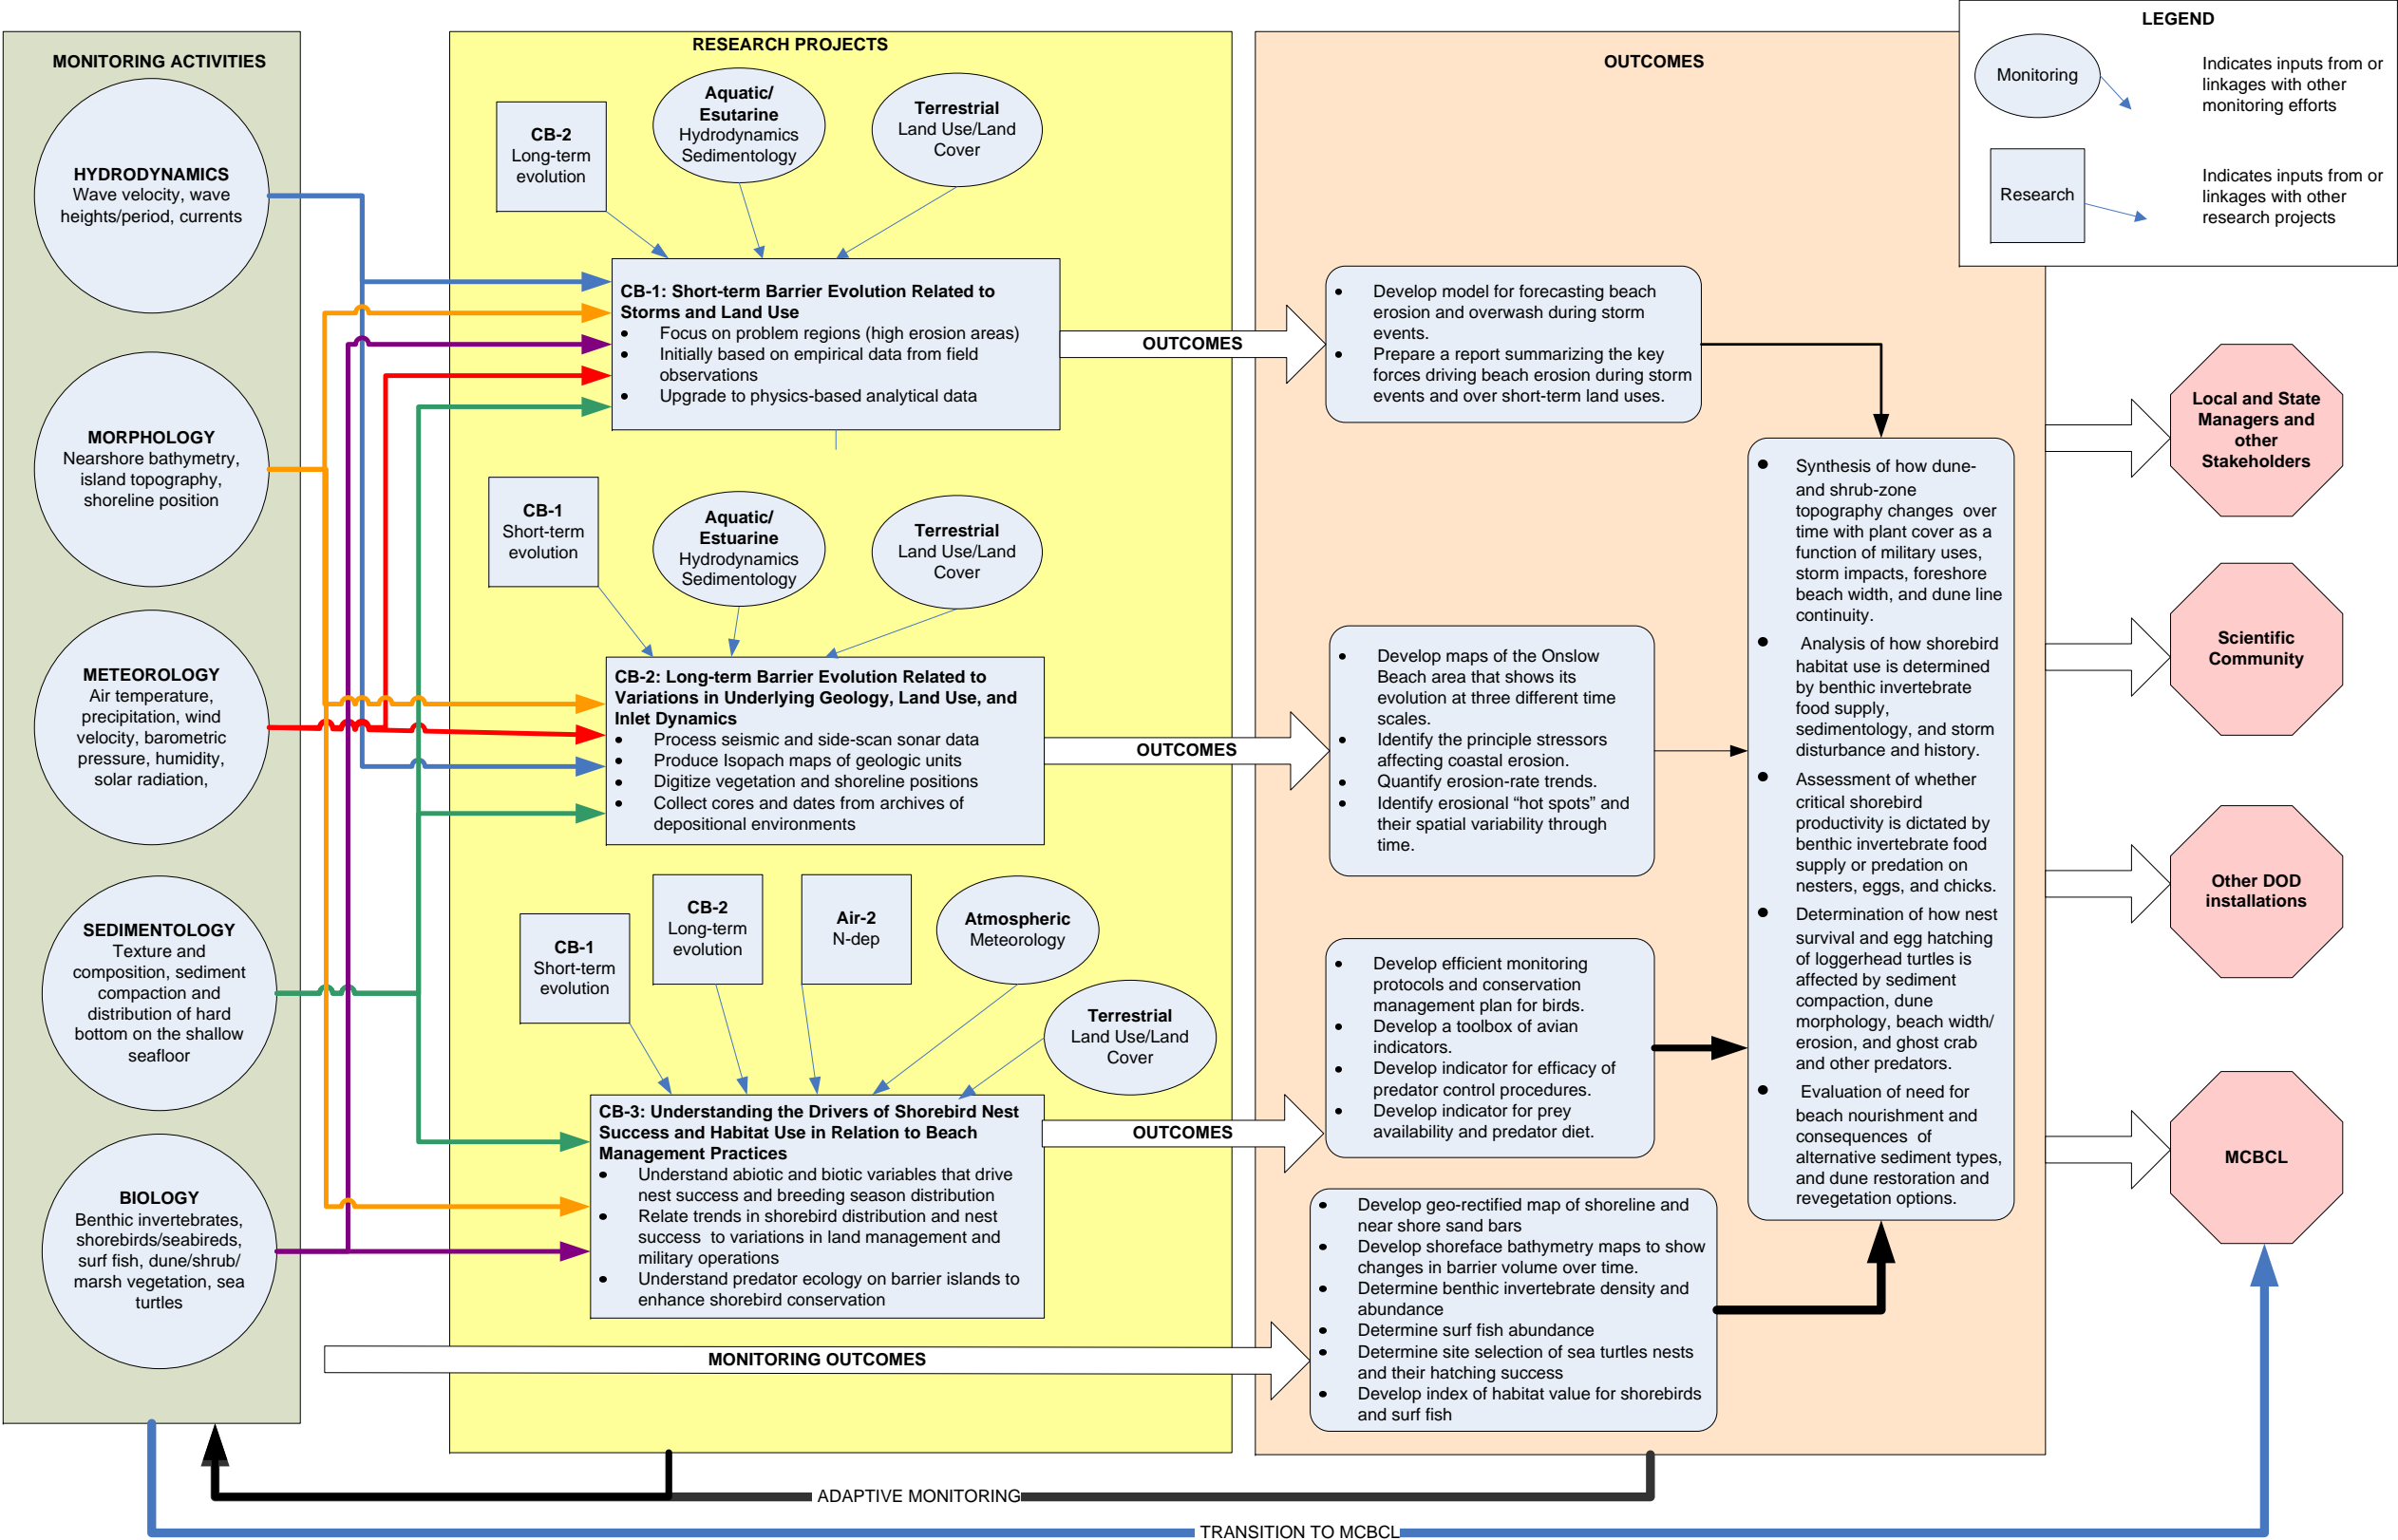 MONITORING ACTIVITIES
HYDRODYNAMICS
Wave velocity, wave
heights/period, currents
MORPHOLOGY
Nearshore bathymetry,
island topography,
shoreline position
METEOROLOGY
Air temperature,
precipitation, wind
velocity, barometric
pressure, humidity,
solar radiation,
SEDIMENTOLOGY
Texture and
composition, sediment
compaction and
distribution of hard
bottom on the shallow
seafloor
BIOLOGY
Benthic invertebrates,
shorebirds/seabireds,
surf fish, dune/shrub/
marsh vegetation, sea
turtles
RESEARCH PROJECTS
CB-2
Long-term
evolution
Aquatic/
Esutarine
Hydrodynamics
Sedimentology
Terrestrial
Land Use/Land
Cover
CB-1: Short-term Barrier Evolution Related to
Storms and Land Use
• Focus on problem regions (high erosion areas)
• Initially based on empirical data from field
observations
• Upgrade to physics-based analytical data
CB-1
Short-term
evolution
Aquatic/
Estuarine
Hydrodynamics
Sedimentology
Terrestrial
Land Use/Land
Cover
CB-2: Long-term Barrier Evolution Related to
Variations in Underlying Geology, Land Use, and
Inlet Dynamics
• Process seismic and side-scan sonar data
• Produce Isopach maps of geologic units
• Digitize vegetation and shoreline positions
• Collect cores and dates from archives of
depositional environments
CB-1
Short-term
evolution
CB-2
Long-term
evolution
Air-2
N-dep
Atmospheric
Meteorology
Terrestrial
Land Use/Land
Cover
CB-3: Understanding the Drivers of Shorebird Nest
Success and Habitat Use in Relation to Beach
Management Practices
• Understand abiotic and biotic variables that drive
nest success and breeding season distribution
• Relate trends in shorebird distribution and nest
success to variations in land management and
military operations
• Understand predator ecology on barrier islands to
enhance shorebird conservation
OUTCOMES
OUTCOMES
OUTCOMES
MONITORING OUTCOMES
OUTCOMES
• Develop model for forecasting beach
erosion and overwash during storm
events.
• Prepare a report summarizing the key
forces driving beach erosion during storm
events and over short-term land uses.
• Develop maps of the Onslow
Beach area that shows its
evolution at three different time
scales.
• Identify the principle stressors
affecting coastal erosion.
• Quantify erosion-rate trends.
• Identify erosional “hot spots” and
their spatial variability through
time.
• Develop efficient monitoring
protocols and conservation
management plan for birds.
• Develop a toolbox of avian
indicators.
• Develop indicator for efficacy of
predator control procedures.
• Develop indicator for prey
availability and predator diet.
• Develop geo-rectified map of shoreline and
near shore sand bars
• Develop shoreface bathymetry maps to show
changes in barrier volume over time.
• Determine benthic invertebrate density and
abundance
• Determine surf fish abundance
• Determine site selection of sea turtles nests
and their hatching success
• Develop index of habitat value for shorebirds
and surf fish
• Synthesis of how dune-
and shrub-zone
topography changes over
time with plant cover as a
function of military uses,
storm impacts, foreshore
beach width, and dune line
continuity.
• Analysis of how shorebird
habitat use is determined
by benthic invertebrate
food supply,
sedimentology, and storm
disturbance and history.
• Assessment of whether
critical shorebird
productivity is dictated by
benthic invertebrate food
supply or predation on
nesters, eggs, and chicks.
• Determination of how nest
survival and egg hatching
of loggerhead turtles is
affected by sediment
compaction, dune
morphology, beach width/
erosion, and ghost crab
and other predators.
• Evaluation of need for
beach nourishment and
consequences of
alternative sediment types,
and dune restoration and
revegetation options.
LEGEND
Monitoring
Indicates inputs from or
linkages with other
monitoring efforts
Research
Indicates inputs from or
linkages with other
research projects
Local and State
Managers and
other
Stakeholders
Scientific
Community
Other DOD
installations
MCBCL
ADAPTIVE MONITORING
TRANSITION TO MCBCL